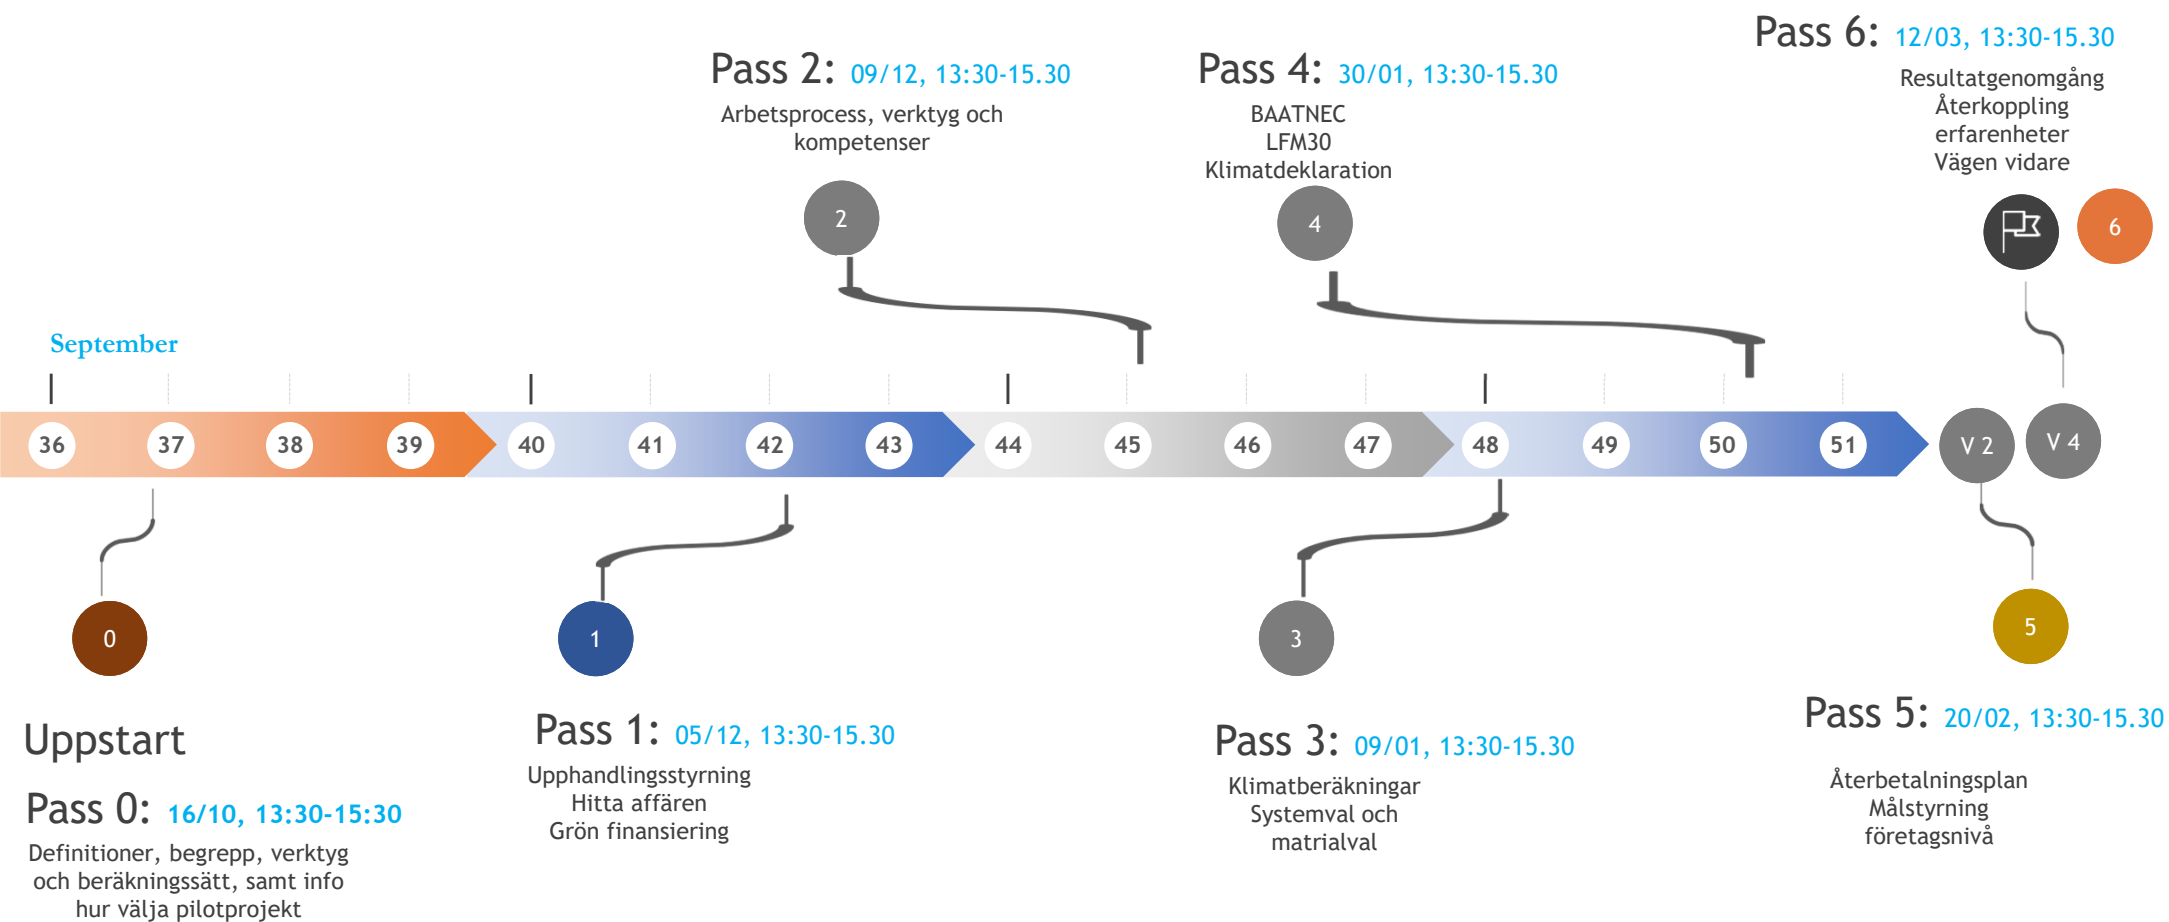 Pass 6: 12/03, 13:30-15.30
Resultatgenomgång
Återkoppling
erfarenheter
Vägen vidare
Pass 2: 09/12, 13:30-15.30
Arbetsprocess, verktyg och
kompetenser
Pass 4: 30/01, 13:30-15.30
BAATNEC
LFM30
Klimatdeklaration
2
4
6
September
36 37 38 39 40 41 42 43 44 45 46 47 48 49 50 51 V 2 V 4
0
1
3
5
Uppstart
Pass 0: 16/10, 13:30-15:30
Definitioner, begrepp, verktyg
och beräkningssätt, samt info
hur välja pilotprojekt
Pass 1: 05/12, 13:30-15.30
Upphandlingsstyrning
Hitta affären
Grön finansiering
Pass 3: 09/01, 13:30-15.30
Klimatberäkningar
Systemval och
matrialval
Pass 5: 20/02, 13:30-15.30
Återbetalningsplan
Målstyrning
företagsnivå